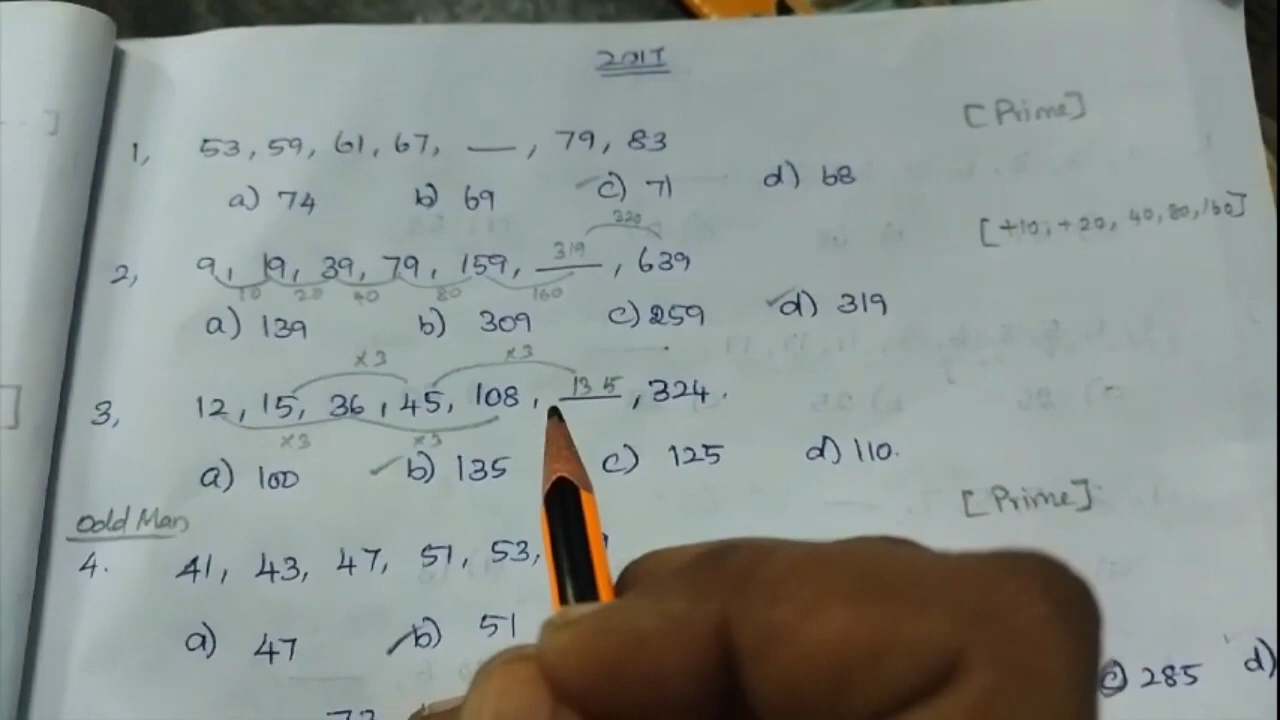 2017
[Prime]
1, 53, 59, 61, 67, __, 79, 83
a) 74 b) 69 c) 71 d) 68
[+10, +20, 40, 80, 160]
320
2, 9, 19, 39, 79, 159, 319, 639
10 20 40 80 160
a) 139 b) 309 c) 259 d) 319
×3 ×3
3, 12, 15, 36, 45, 108, 135, 324.
×3 ×3
a) 100 b) 135 c) 125 d) 110.
Odd Man
[Prime]
4. 41, 43, 47, 51, 53,
a) 47 b) 51
c) 285 d)